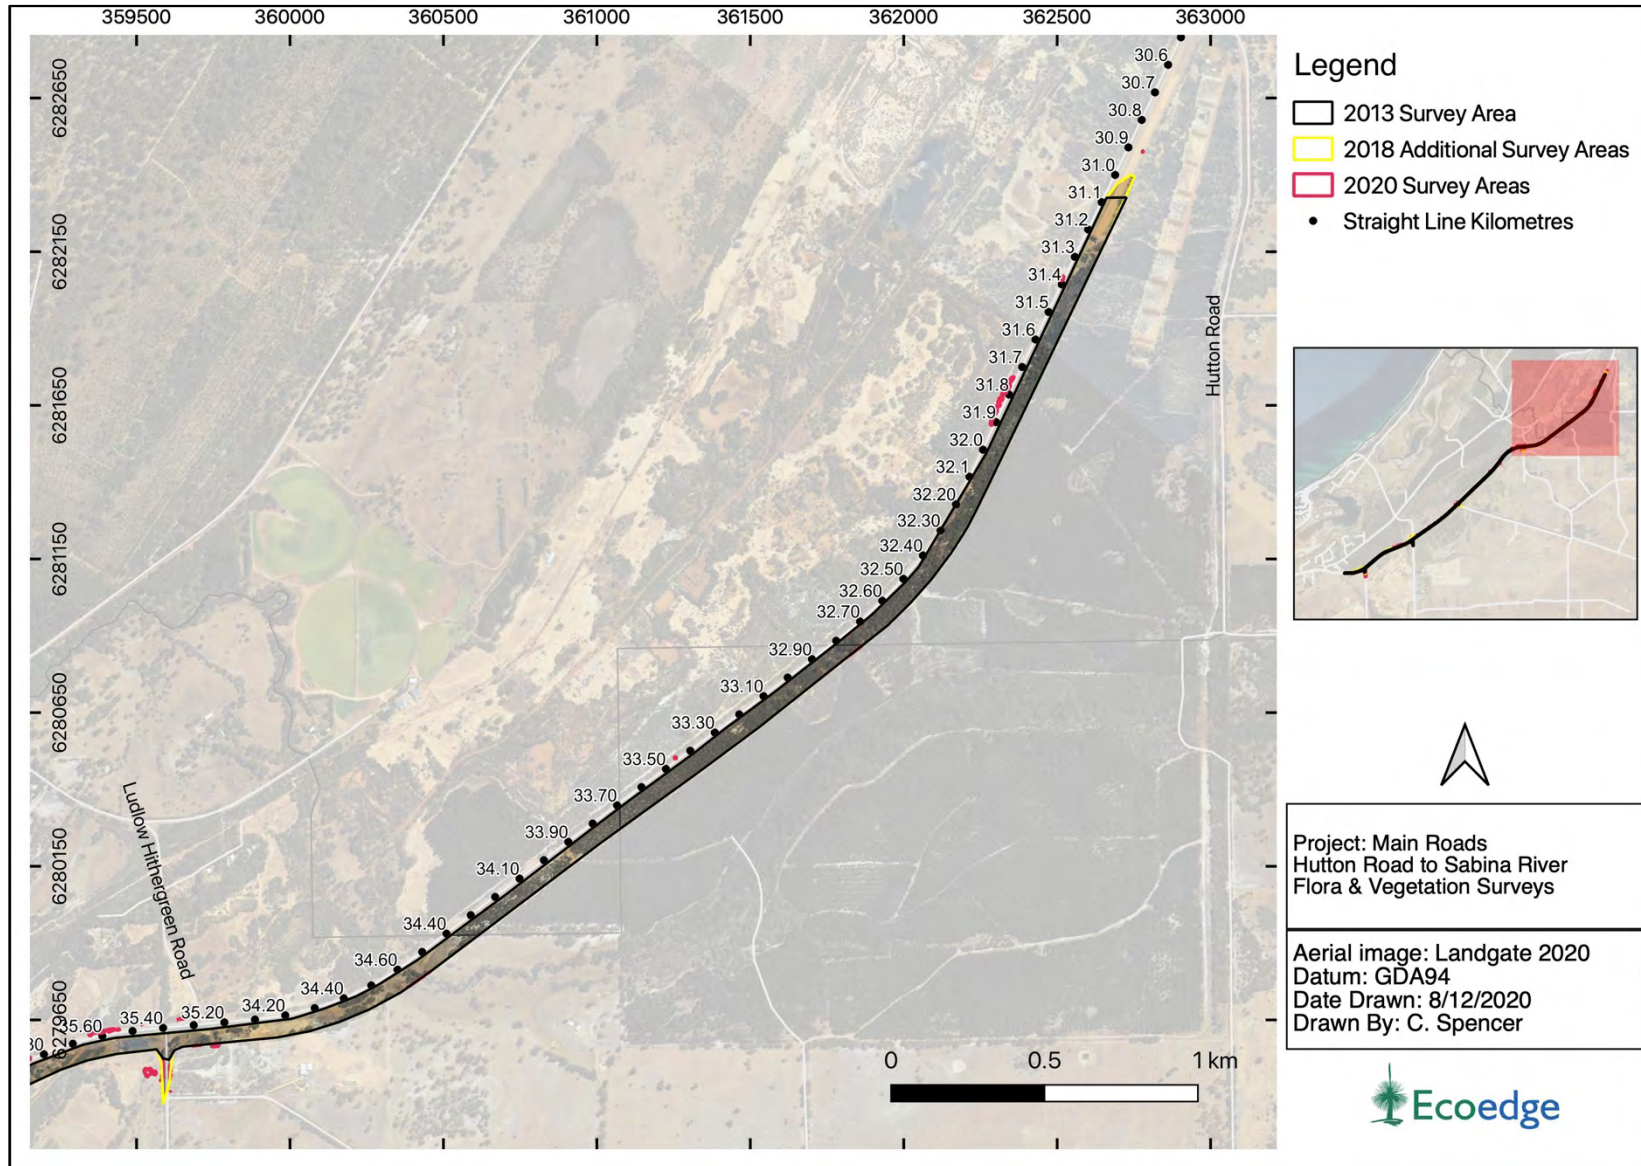 359500 360000 360500 361000 361500 362000 362500 363000
6282650
6282150
6281650
6281150
6280650
6280150
6279650
30.6
30.7
30.8
30.9
31.0
31.1
31.2
31.3
31.4
31.5
31.6
31.7
31.8
31.9
32.0
32.1
32.20
32.30
32.40
32.50
32.60
32.70
32.90
33.10
33.30
33.50
33.70
33.90
34.10
34.40
34.60
34.40
34.20
35.20
35.40
35.60
Hutton Road
Ludlow Hithergreen Road
0 0.5 1 km
Legend
2013 Survey Area
2018 Additional Survey Areas
2020 Survey Areas
Straight Line Kilometres
Project: Main Roads
Hutton Road to Sabina River
Flora & Vegetation Surveys
Aerial image: Landgate 2020
Datum: GDA94
Date Drawn: 8/12/2020
Drawn By: C. Spencer
Ecoedge